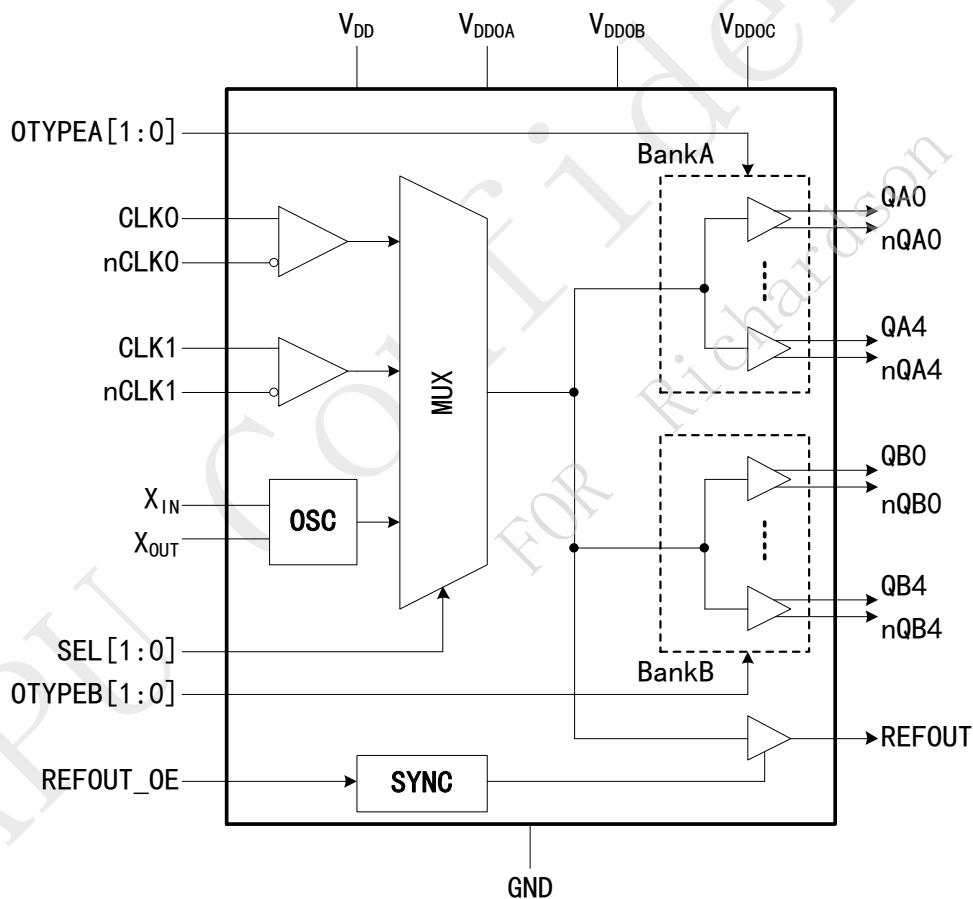 VDD VDDOA VDDOB VDDOC
OTYPEA[1:0]
BankA
CLK0
nCLK0
QA0
nQA0
CLK1
nCLK1
QA4
nQA4
MUX
XIN
XOUT
OSC
QB0
nQB0
QB4
nQB4
SEL[1:0]
OTYPEB[1:0]
BankB
REFOUT
REFOUT_OE
SYNC
GND
FOR Richardson